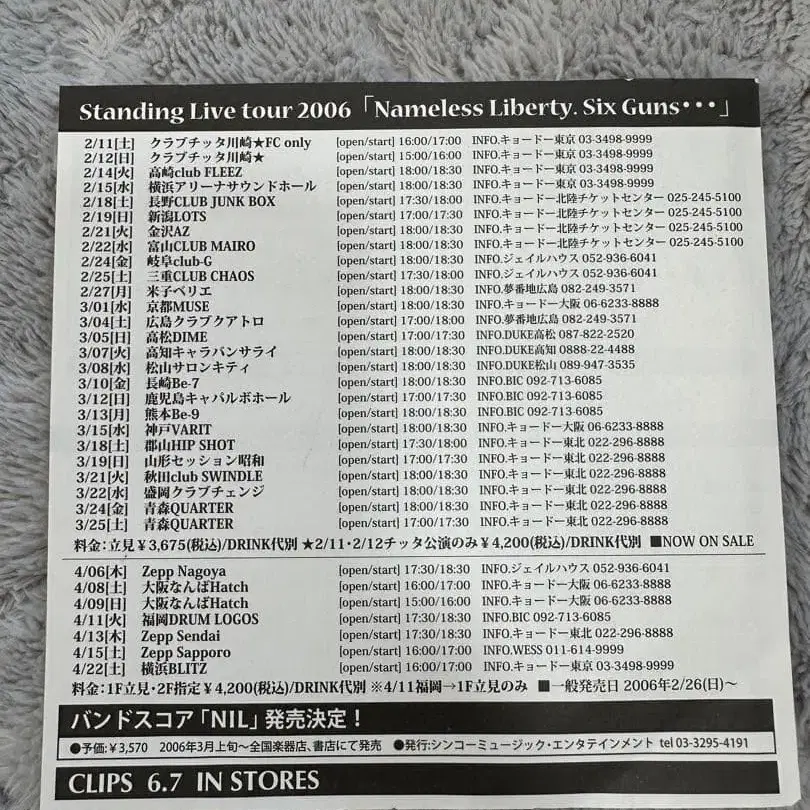 Standing Live tour 2006「Nameless Liberty. Six Guns・・・」
2/11[土] クラブチッタ川崎★FC only [open/start] 16:00/17:00 INFO.キョードー東京 03-3498-9999
2/12[日] クラブチッタ川崎★ [open/start] 15:00/16:00 INFO.キョードー東京 03-3498-9999
2/14[火] 高崎club FLEEZ [open/start] 18:00/18:30 INFO.キョードー東京 03-3498-9999
2/15[水] 横浜アリーナサウンドホール [open/start] 18:00/18:30 INFO.キョードー東京 03-3498-9999
2/18[土] 長野CLUB JUNK BOX [open/start] 17:30/18:00 INFO.キョードー北陸チケットセンター 025-245-5100
2/19[日] 新潟LOTS [open/start] 17:00/17:30 INFO.キョードー北陸チケットセンター 025-245-5100
2/21[火] 金沢AZ [open/start] 18:00/18:30 INFO.キョードー北陸チケットセンター 025-245-5100
2/22[水] 富山CLUB MAIRO [open/start] 18:00/18:30 INFO.キョードー北陸チケットセンター 025-245-5100
2/24[金] 岐阜club-G [open/start] 18:00/18:30 INFO.ジェイルハウス 052-936-6041
2/25[土] 三重CLUB CHAOS [open/start] 17:30/18:00 INFO.ジェイルハウス 052-936-6041
2/27[月] 米子ベリエ [open/start] 18:00/18:30 INFO.夢番地広島 082-249-3571
3/01[水] 京都MUSE [open/start] 18:00/18:30 INFO.キョードー大阪 06-6233-8888
3/04[土] 広島クラブクアトロ [open/start] 17:00/18:00 INFO.夢番地広島 082-249-3571
3/05[日] 高松DIME [open/start] 17:00/17:30 INFO.DUKE高松 087-822-2520
3/07[火] 高知キャラバンサライ [open/start] 18:00/18:30 INFO.DUKE高知 0888-22-4488
3/08[水] 松山サロンキティ [open/start] 18:00/18:30 INFO.DUKE松山 089-947-3535
3/10[金] 長崎Be-7 [open/start] 18:00/18:30 INFO.BIC 092-713-6085
3/12[日] 鹿児島キャパルボホール [open/start] 17:00/17:30 INFO.BIC 092-713-6085
3/13[月] 熊本Be-9 [open/start] 18:00/18:30 INFO.BIC 092-713-6085
3/15[水] 神戸VARIT [open/start] 18:00/18:30 INFO.キョードー大阪 06-6233-8888
3/18[土] 郡山HIP SHOT [open/start] 17:30/18:00 INFO.キョードー東北 022-296-8888
3/19[日] 山形セッション昭和 [open/start] 17:00/17:30 INFO.キョードー東北 022-296-8888
3/21[火] 秋田club SWINDLE [open/start] 18:00/18:30 INFO.キョードー東北 022-296-8888
3/22[水] 盛岡クラブチェンジ [open/start] 18:00/18:30 INFO.キョードー東北 022-296-8888
3/24[金] 青森QUARTER [open/start] 18:00/18:30 INFO.キョードー東北 022-296-8888
3/25[土] 青森QUARTER [open/start] 17:00/17:30 INFO.キョードー東北 022-296-8888
料金:立見￥3,675(税込)/DRINK代別 ★2/11・2/12チッタ公演のみ￥4,200(税込)/DRINK代別 ■NOW ON SALE
4/06[木] Zepp Nagoya [open/start] 17:30/18:30 INFO.ジェイルハウス 052-936-6041
4/08[土] 大阪なんばHatch [open/start] 16:00/17:00 INFO.キョードー大阪 06-6233-8888
4/09[日] 大阪なんばHatch [open/start] 15:00/16:00 INFO.キョードー大阪 06-6233-8888
4/11[火] 福岡DRUM LOGOS [open/start] 17:30/18:30 INFO.BIC 092-713-6085
4/13[木] Zepp Sendai [open/start] 17:30/18:30 INFO.キョードー東北 022-296-8888
4/15[土] Zepp Sapporo [open/start] 16:00/17:00 INFO.WESS 011-614-9999
4/22[土] 横浜BLITZ [open/start] 16:00/17:00 INFO.キョードー東京 03-3498-9999
料金:1F立見・2F指定￥4,200(税込)/DRINK代別 ※4/11福岡→1F立見のみ ■一般発売日 2006年2/26(日)〜
バンドスコア「NIL」発売決定！
●予価:￥3,570 2006年3月上旬〜全国楽器店、書店にて発売 ●発行:シンコーミュージック・エンタテインメント tel 03-3295-4191
CLIPS 6.7 IN STORES